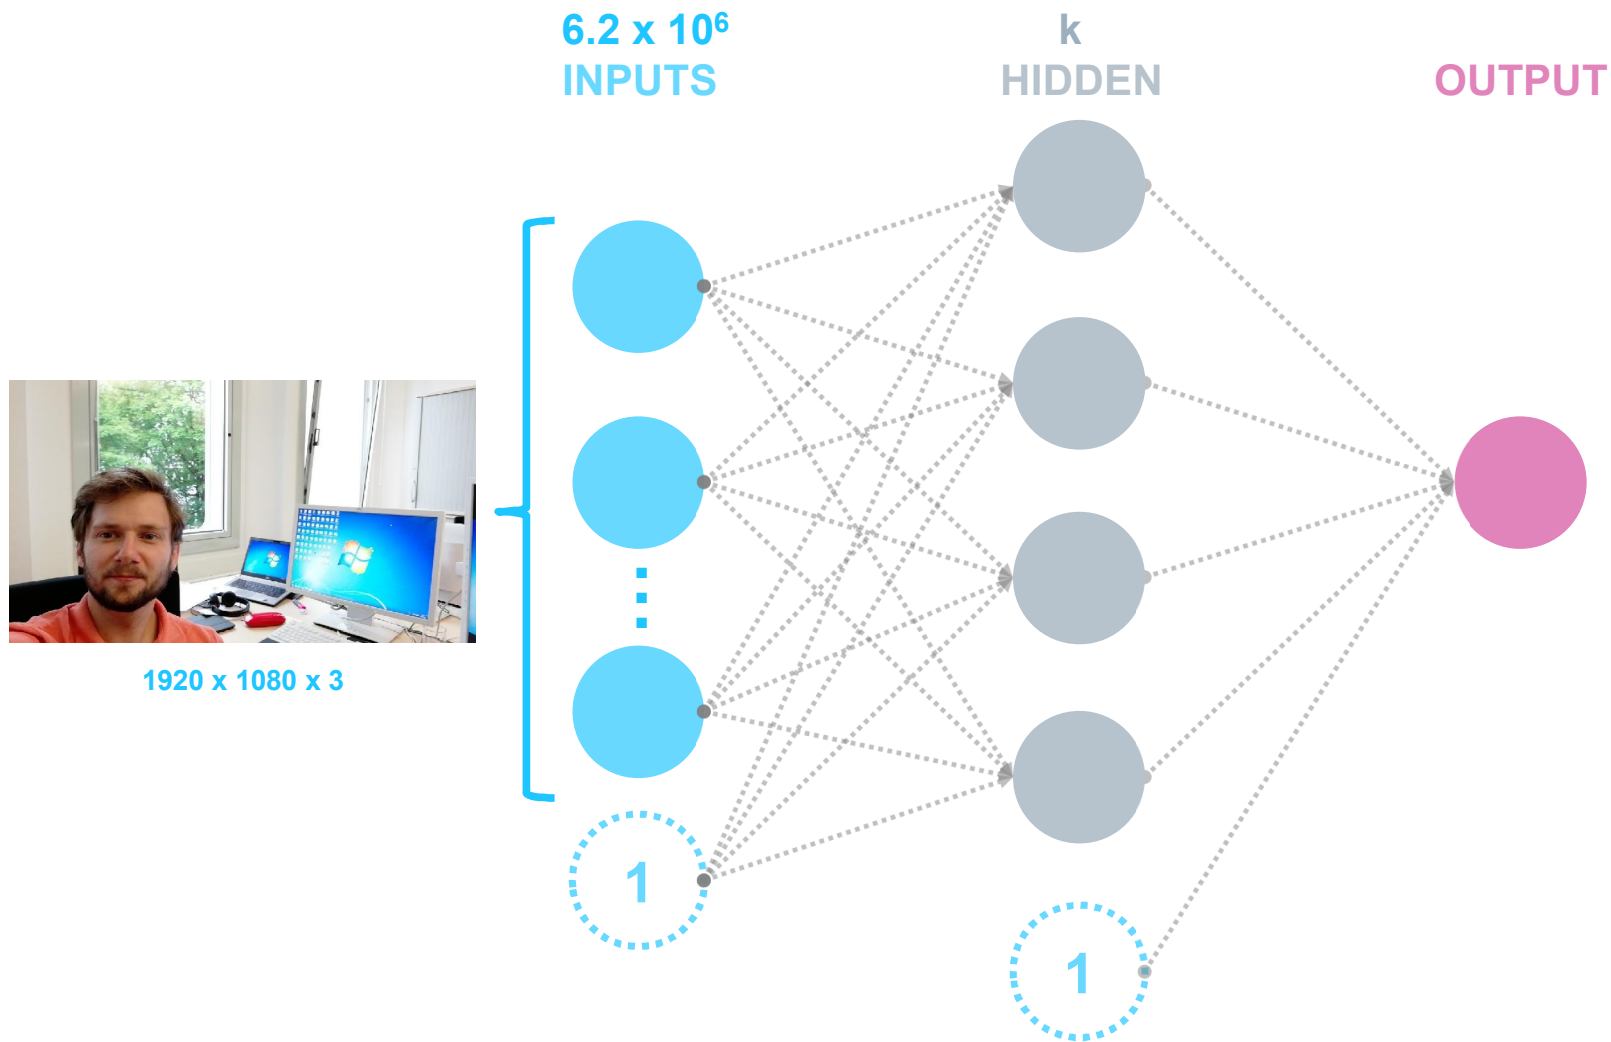 6.2 x 10⁶
INPUTS
k
HIDDEN
OUTPUT
1920 x 1080 x 3
1
1